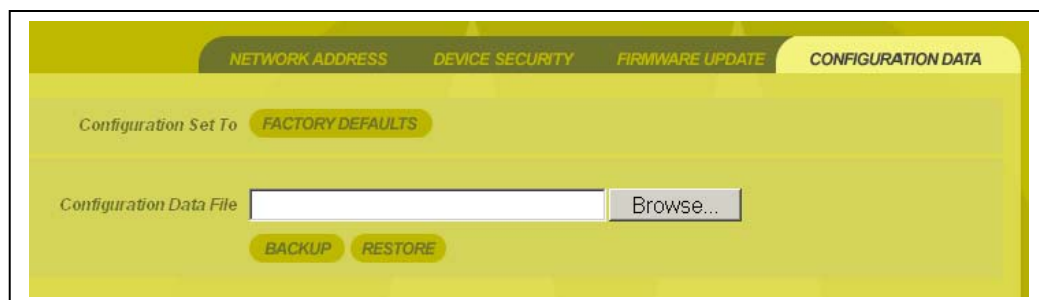 NETWORK ADDRESS DEVICE SECURITY FIRMWARE UPDATE CONFIGURATION DATA
Configuration Set To FACTORY DEFAULTS
Configuration Data File Browse...
BACKUP RESTORE